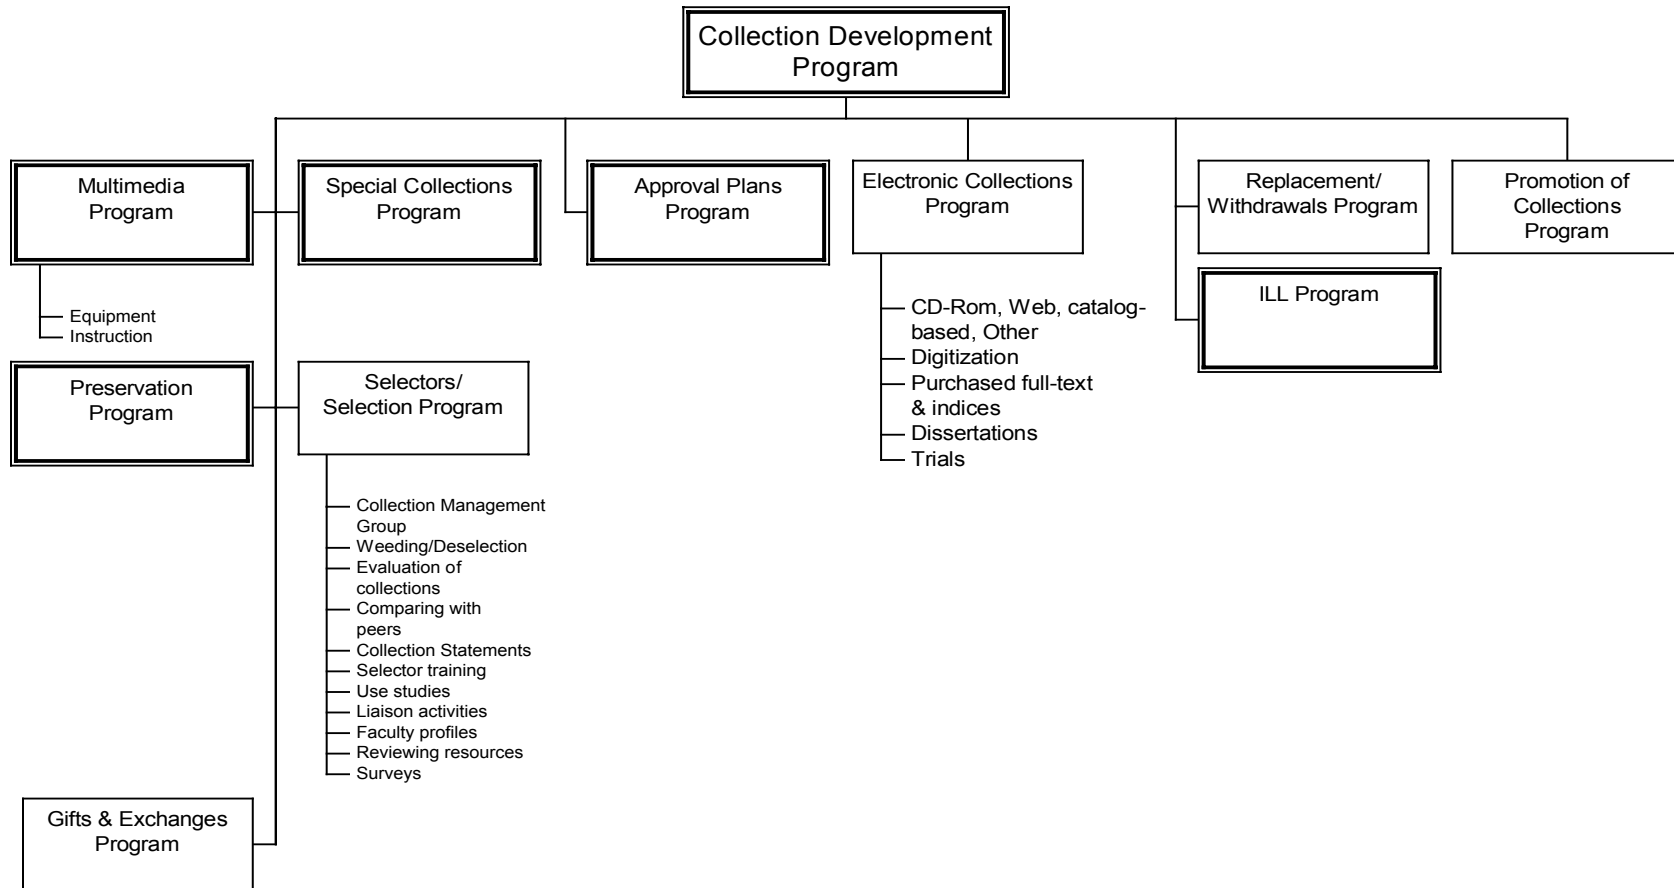 Collection Development
Program
Multimedia
Program
Special Collections
Program
Approval Plans
Program
Electronic Collections
Program
Replacement/
Withdrawals Program
Promotion of
Collections
Program
Equipment
Instruction
CD-Rom, Web, catalog-
based, Other
Digitization
Purchased full-text
& indices
Dissertations
Trials
ILL Program
Preservation
Program
Selectors/
Selection Program
Collection Management
Group
Weeding/Deselection
Evaluation of
collections
Comparing with
peers
Collection Statements
Selector training
Use studies
Liaison activities
Faculty profiles
Reviewing resources
Surveys
Gifts & Exchanges
Program